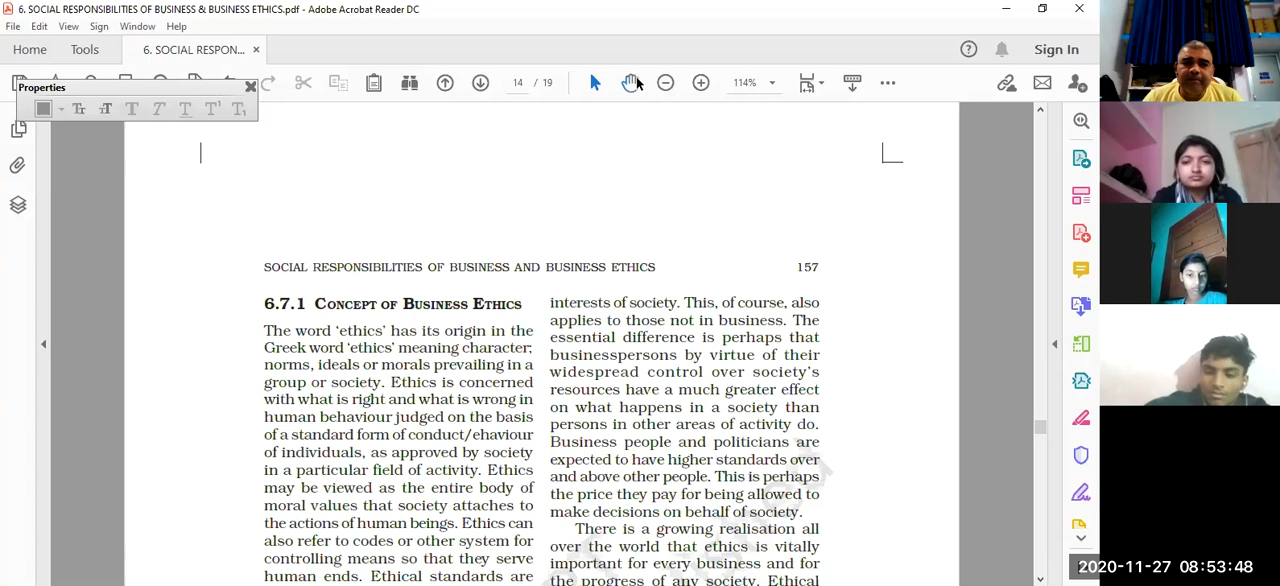 6. SOCIAL RESPONSIBILITIES OF BUSINESS & BUSINESS ETHICS.pdf - Adobe Acrobat Reader DC
File Edit View Sign Window Help
Home Tools 6. SOCIAL RESPON... × Sign In
Properties
14 / 19 114%
SOCIAL RESPONSIBILITIES OF BUSINESS AND BUSINESS ETHICS 157
6.7.1 CONCEPT OF BUSINESS ETHICS
The word ‘ethics’ has its origin in the
Greek word ‘ethics’ meaning character;
norms, ideals or morals prevailing in a
group or society. Ethics is concerned
with what is right and what is wrong in
human behaviour judged on the basis
of a standard form of conduct/ehaviour
of individuals, as approved by society
in a particular field of activity. Ethics
may be viewed as the entire body of
moral values that society attaches to
the actions of human beings. Ethics can
also refer to codes or other system for
controlling means so that they serve
human ends. Ethical standards are
interests of society. This, of course, also
applies to those not in business. The
essential difference is perhaps that
businesspersons by virtue of their
widespread control over society’s
resources have a much greater effect
on what happens in a society than
persons in other areas of activity do.
Business people and politicians are
expected to have higher standards over
and above other people. This is perhaps
the price they pay for being allowed to
make decisions on behalf of society.
There is a growing realisation all
over the world that ethics is vitally
important for every business and for
the progress of any society. Ethical
2020-11-27 08:53:48